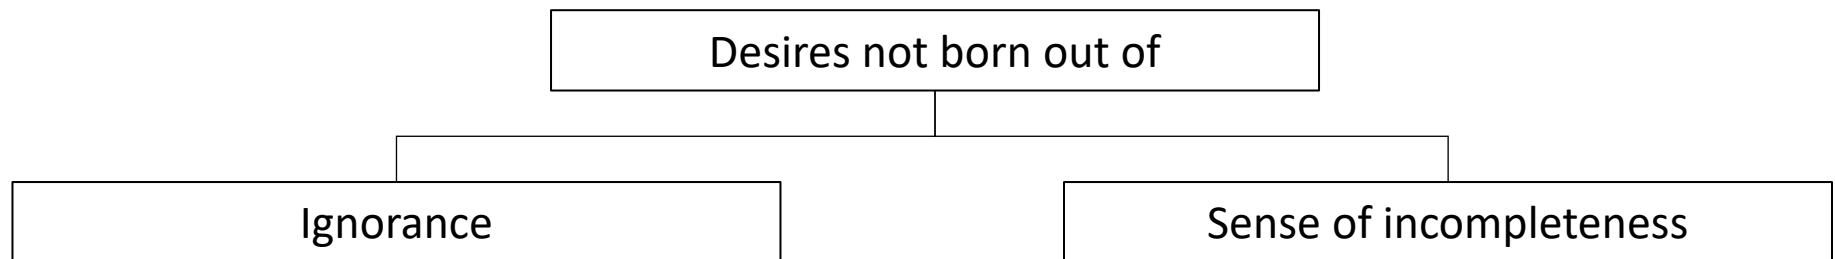 Desires not born out of
Ignorance
Sense of incompleteness